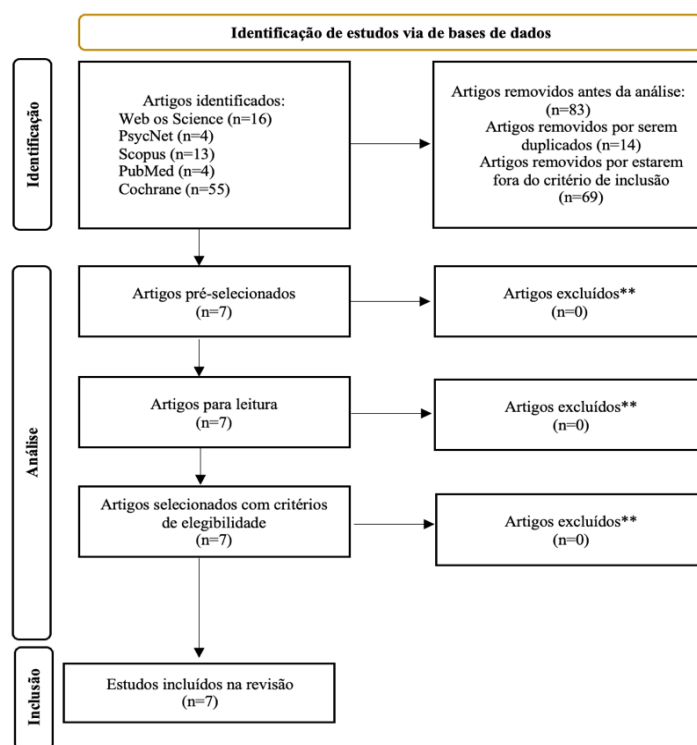 Identificação de estudos via de bases de dados
Identificação
Artigos identificados:
Web os Science (n=16)
PsycNet (n=4)
Scopus (n=13)
PubMed (n=4)
Cochrane (n=55)
Artigos removidos antes da análise:
(n=83)
Artigos removidos por serem
duplicados (n=14)
Artigos removidos por estarem
fora do critério de inclusão
(n=69)
Análise
Artigos pré-selecionados
(n=7)
Artigos excluídos**
(n=0)
Artigos para leitura
(n=7)
Artigos excluídos**
(n=0)
Artigos selecionados com critérios
de elegibilidade
(n=7)
Artigos excluídos**
(n=0)
Inclusão
Estudos incluídos na revisão
(n=7)